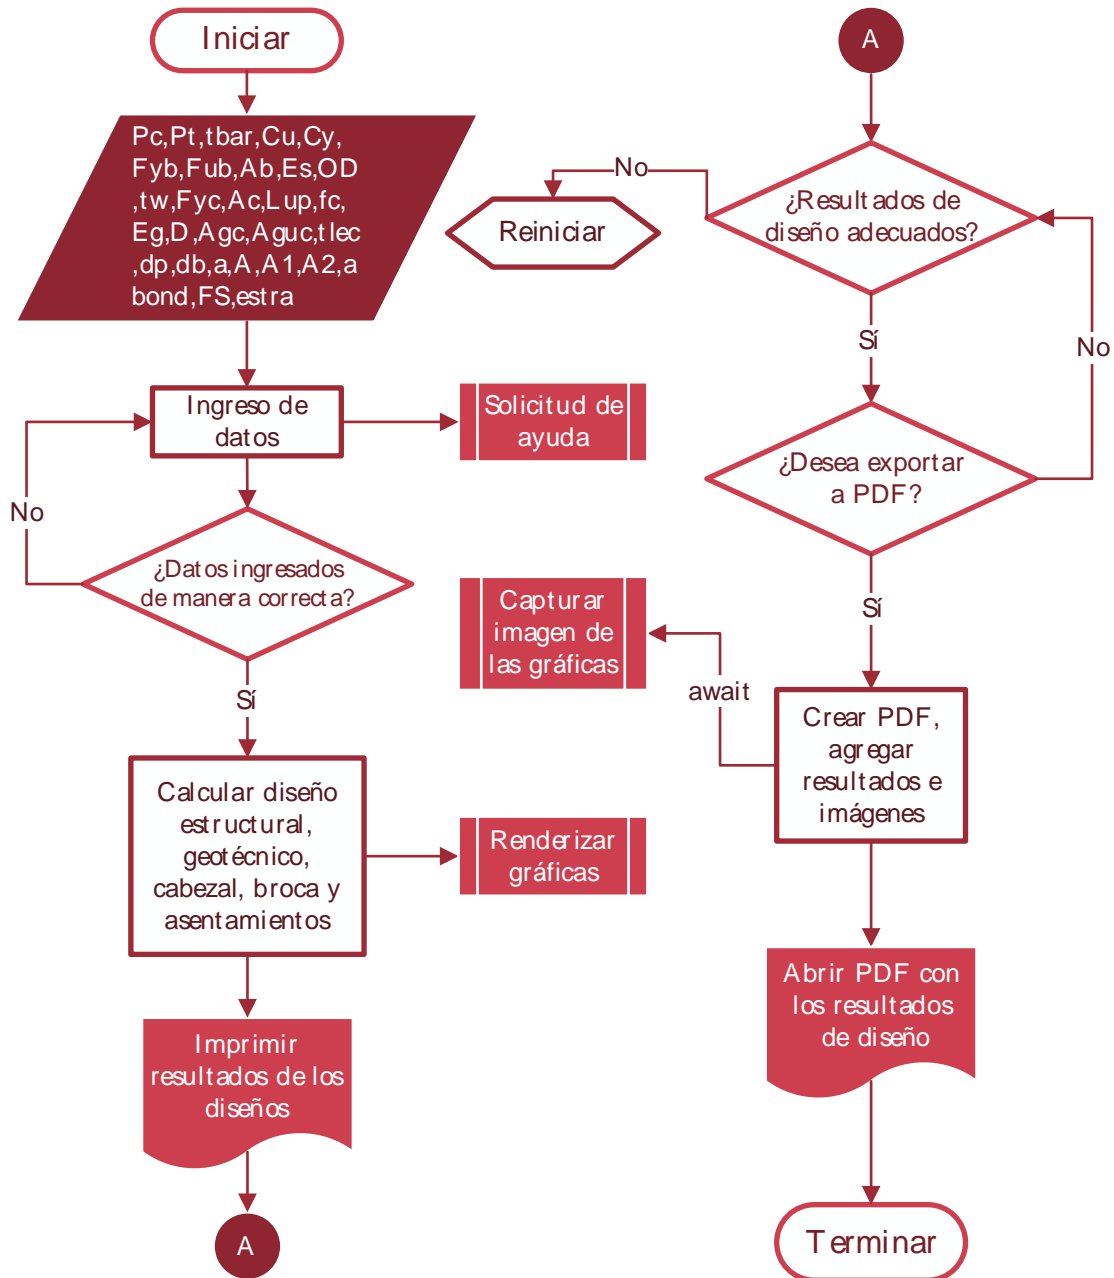 Iniciar
Pc,Pt,tbar,Cu,Cy,
Fyb,Fub,Ab,Es,OD
,tw,Fyc,Ac,Lup,fc,
Eg,D,Agc,Aguc,tlec
,dp,db,a,A,A1,A2,a
bond,FS,estra
Ingreso de
datos
Solicitud de
ayuda
No
¿Datos ingresados
de manera correcta?
Sí
Calcular diseño
estructural,
geotécnico,
cabezal, broca y
asentamientos
Renderizar
gráficas
Imprimir
resultados de los
diseños
A
A
¿Resultados de
diseño adecuados?
No
Reiniciar
Sí
No
¿Desea exportar
a PDF?
Sí
Capturar
imagen de
las gráficas
await
Crear PDF,
agregar
resultados e
imágenes
Abrir PDF con
los resultados
de diseño
Terminar